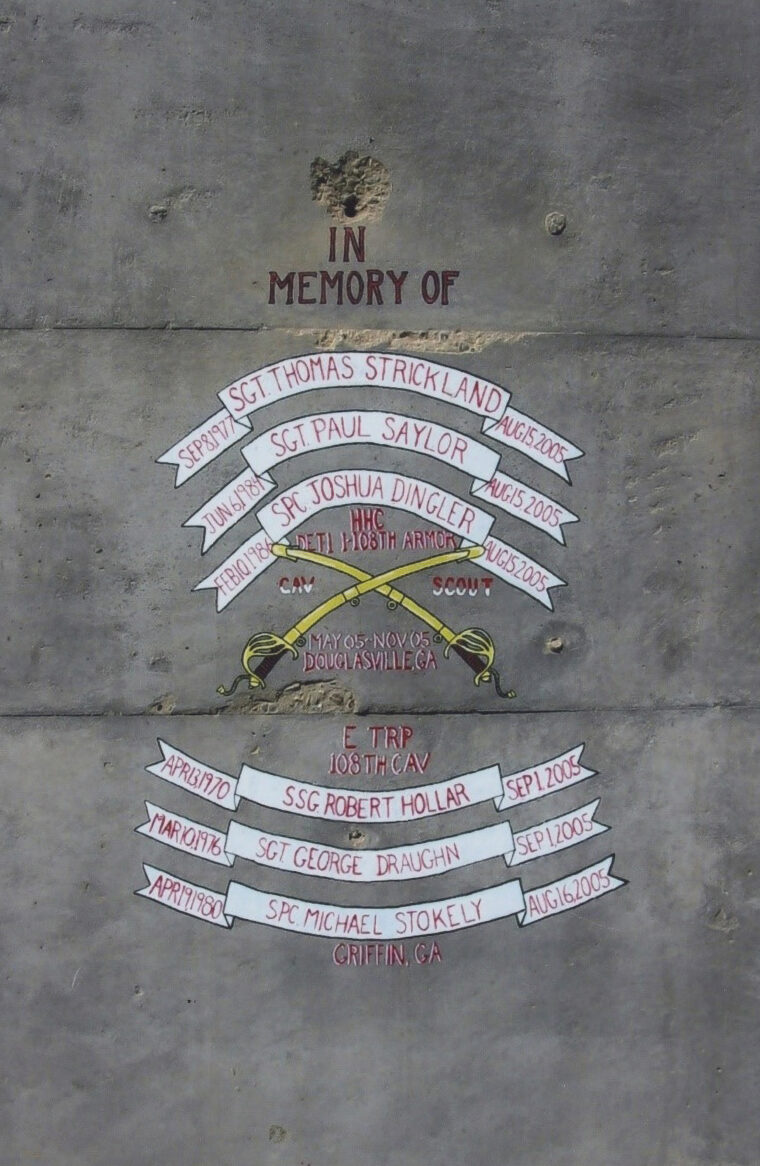 IN
MEMORY OF
SGT. THOMAS STRICKLAND
SEP.8,1977 AUG.15,2005
SGT. PAUL SAYLOR
JUN.6,1984 AUG.15,2005
SPC. JOSHUA DINGLER
FEB.10,1986 AUG.15,2005
HHC
DET.1 1-108TH ARMOR
CAV SCOUT
MAY 05-NOV 05
DOUGLASVILLE,GA
E TRP
108TH CAV
APR.13,1970 SSG ROBERT HOLLAR SEP.1,2005
MAR.10,1976 SGT. GEORGE DRAUGHN SEP.1,2005
APR.19,1980 SPC. MICHAEL STOKELY AUG.16,2005
GRIFFIN, GA